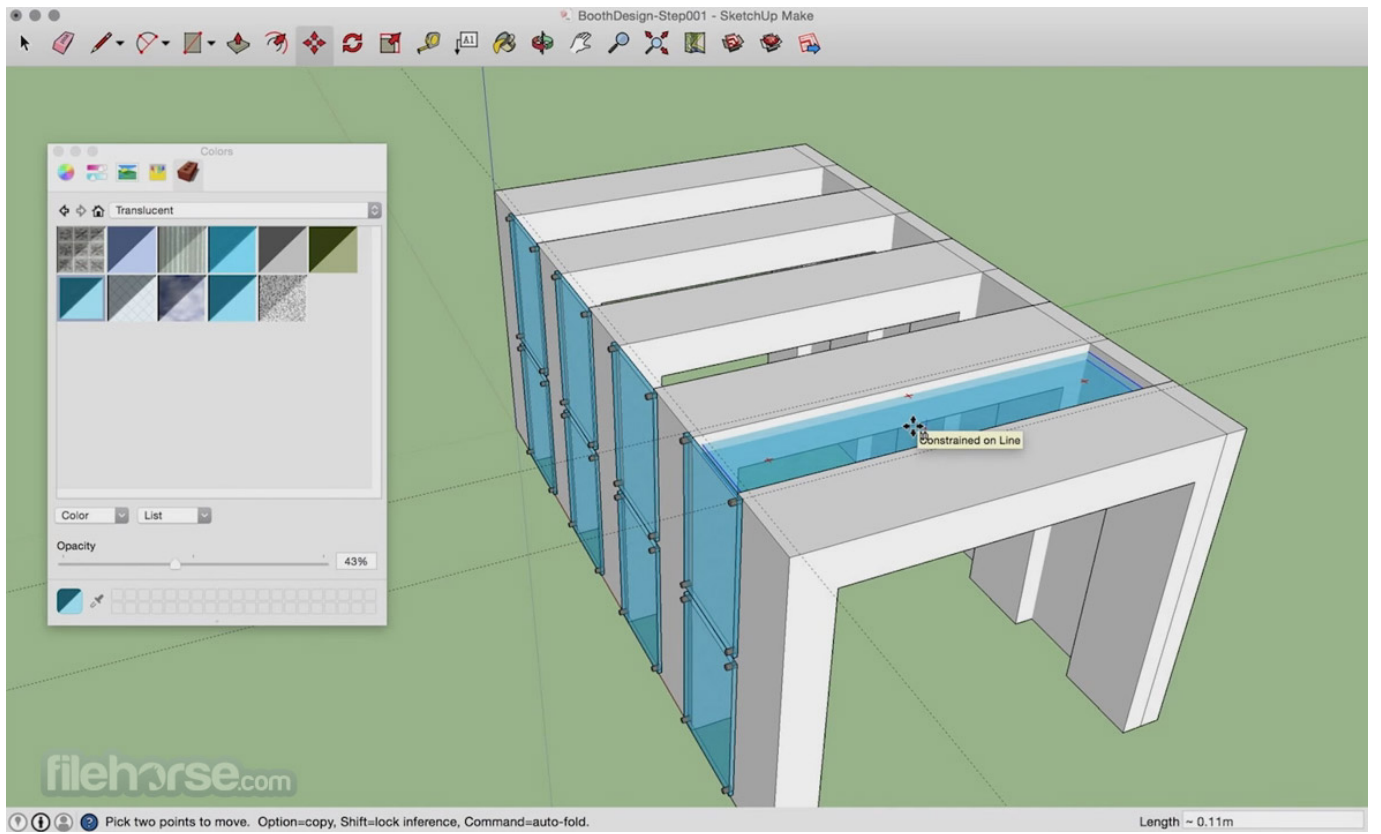 BoothDesign-Step001 - SketchUp Make
A1
Colors
Translucent
Constrained on Line
Color
List
Opacity
43%
filehorse.com
Pick two points to move. Option=copy, Shift=lock inference, Command=auto-fold.
Length ~ 0.11m